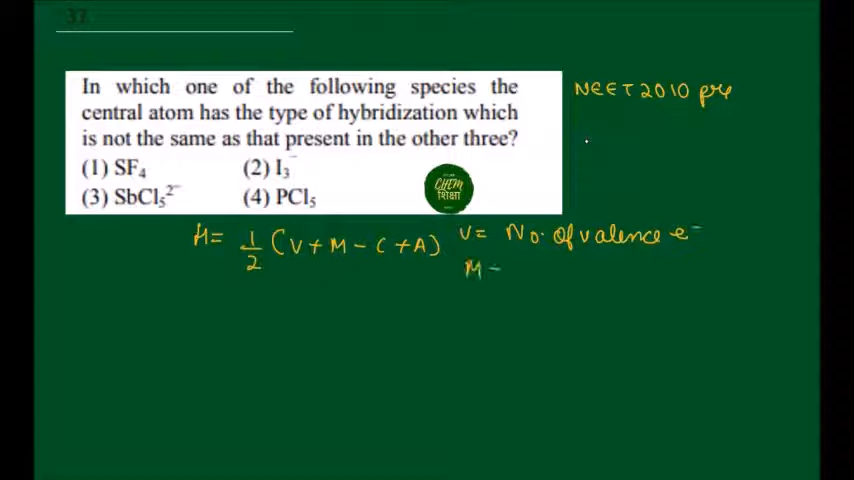 37
In which one of the following species the
central atom has the type of hybridization which
is not the same as that present in the other three?
(1) SF₄ (2) I₃⁻
(3) SbCl₅²⁻ (4) PCl₅
CHEM
शिक्षा
NEET 2010 pre
H = 1/2 (V + M - C + A) V = No. of valence e⁻
M -